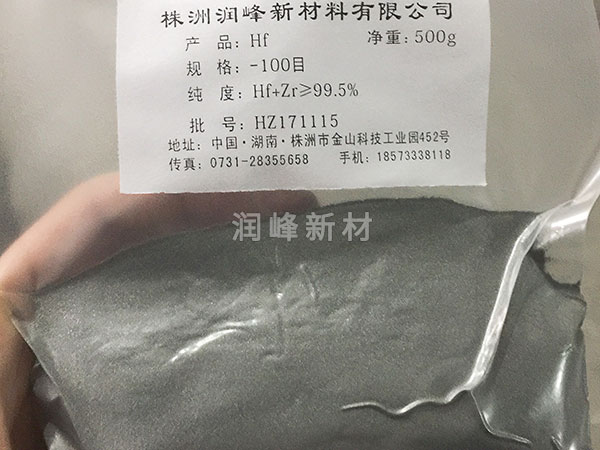 株洲润峰新材料有限公司
产 品: Hf 净重: 500g
规 格: -100目
纯 度: Hf+Zr≥99.5%
批 号: HZ171115
地址: 中国·湖南·株洲市金山科技工业园452号
传真: 0731-28355658 手机: 18573338118
润峰新材